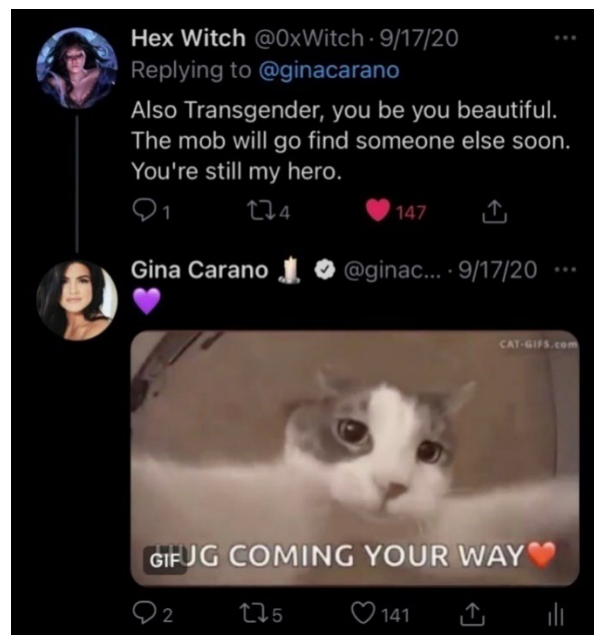 Hex Witch @0xWitch · 9/17/20
Replying to @ginacarano
Also Transgender, you be you beautiful.
The mob will go find someone else soon.
You're still my hero.
1 4 147
Gina Carano 🕯️ @ginac... · 9/17/20
💜
CAT-GIFS.com
GIF UG COMING YOUR WAY❤️
2 5 141